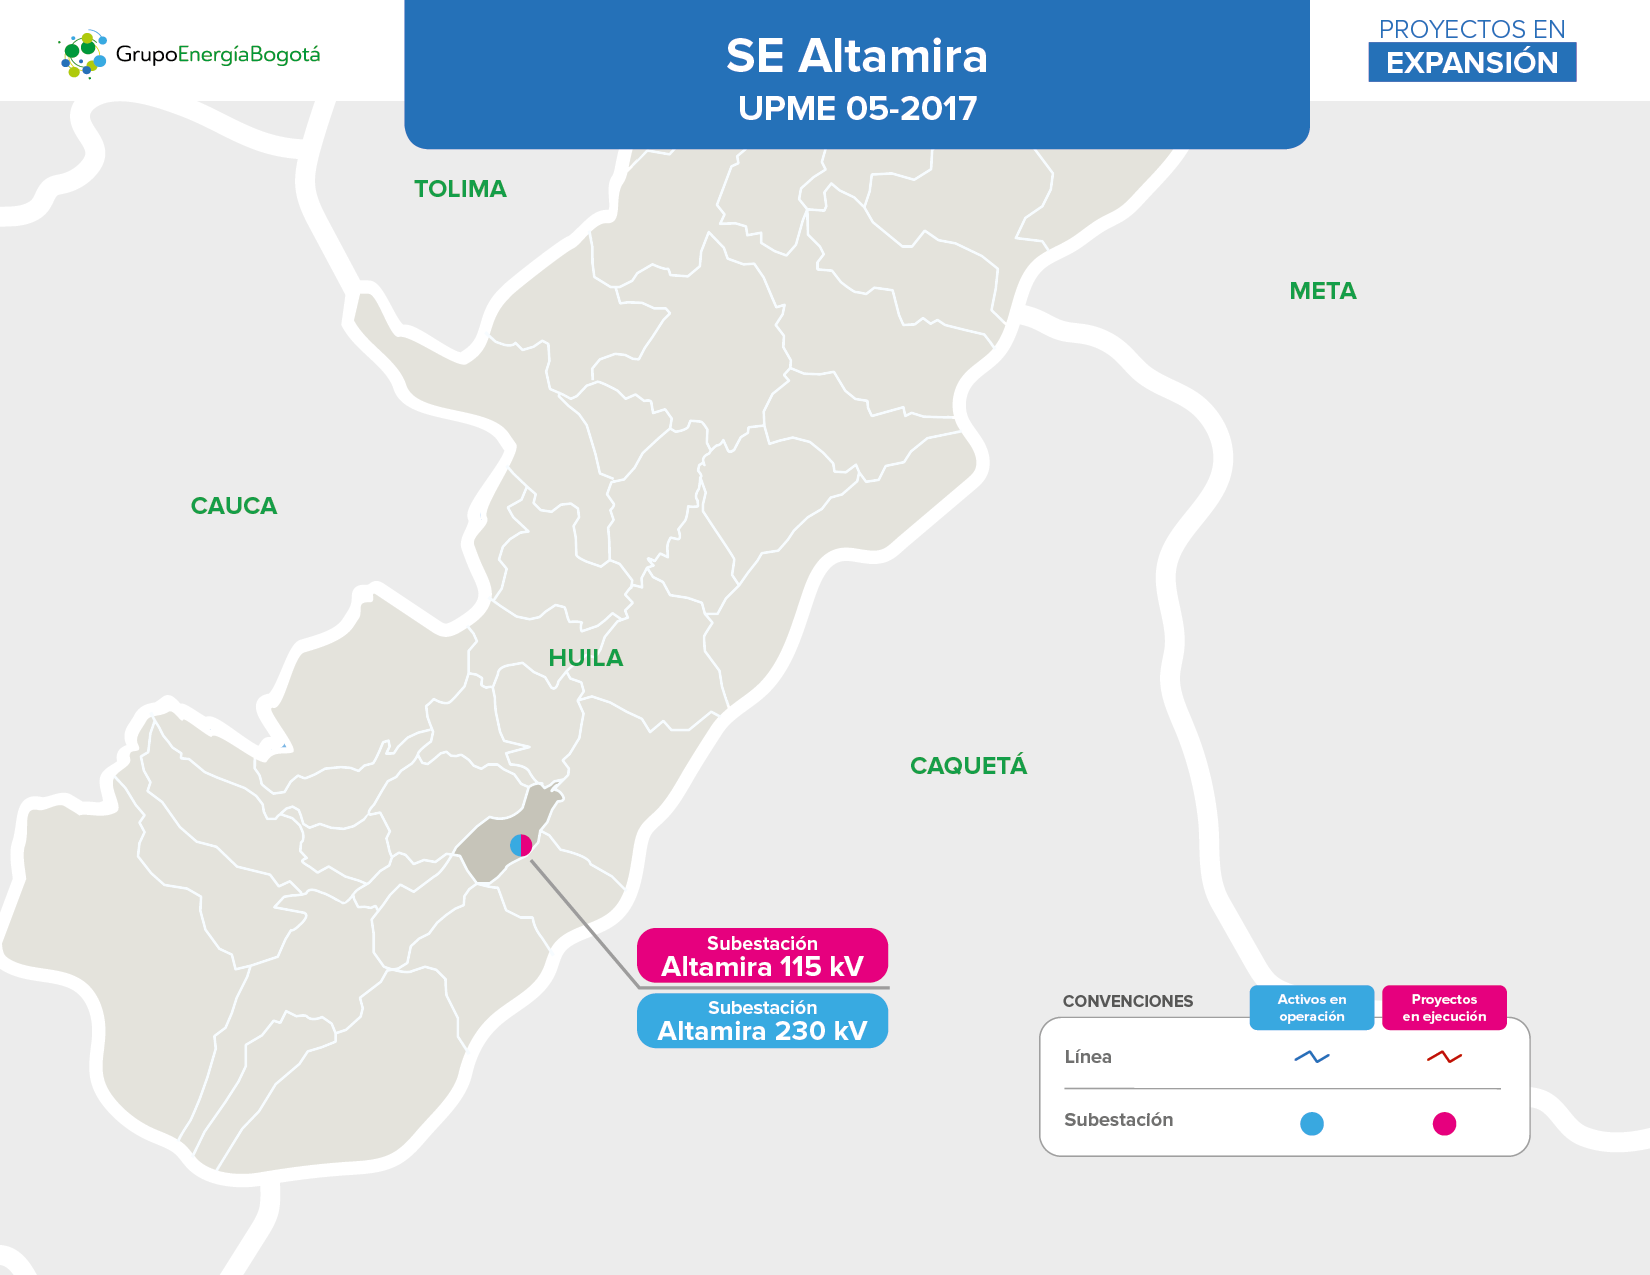 GrupoEnergíaBogotá
SE Altamira
UPME 05-2017
PROYECTOS EN
EXPANSIÓN
TOLIMA
META
CAUCA
HUILA
CAQUETÁ
Subestación
Altamira 115 kV
Subestación
Altamira 230 kV
CONVENCIONES
Activos en
operación
Proyectos
en ejecución
Línea
Subestación